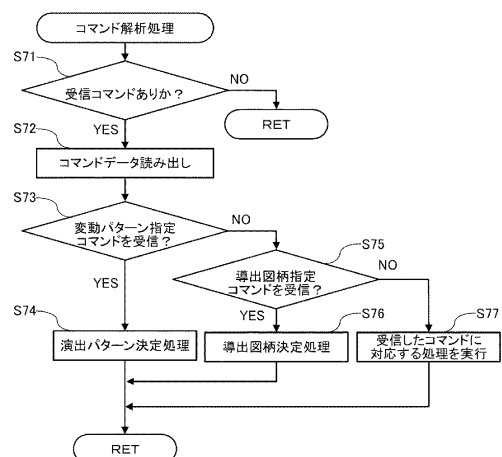 コマンド解析処理
S71
受信コマンドありか？
NO
RET
YES
S72
コマンドデータ読み出し
S73
変動パターン指定
コマンドを受信？
NO
YES
S75
導出図柄指定
コマンドを受信？
NO
YES
S74
演出パターン決定処理
S76
導出図柄決定処理
S77
受信したコマンドに
対応する処理を実行
RET